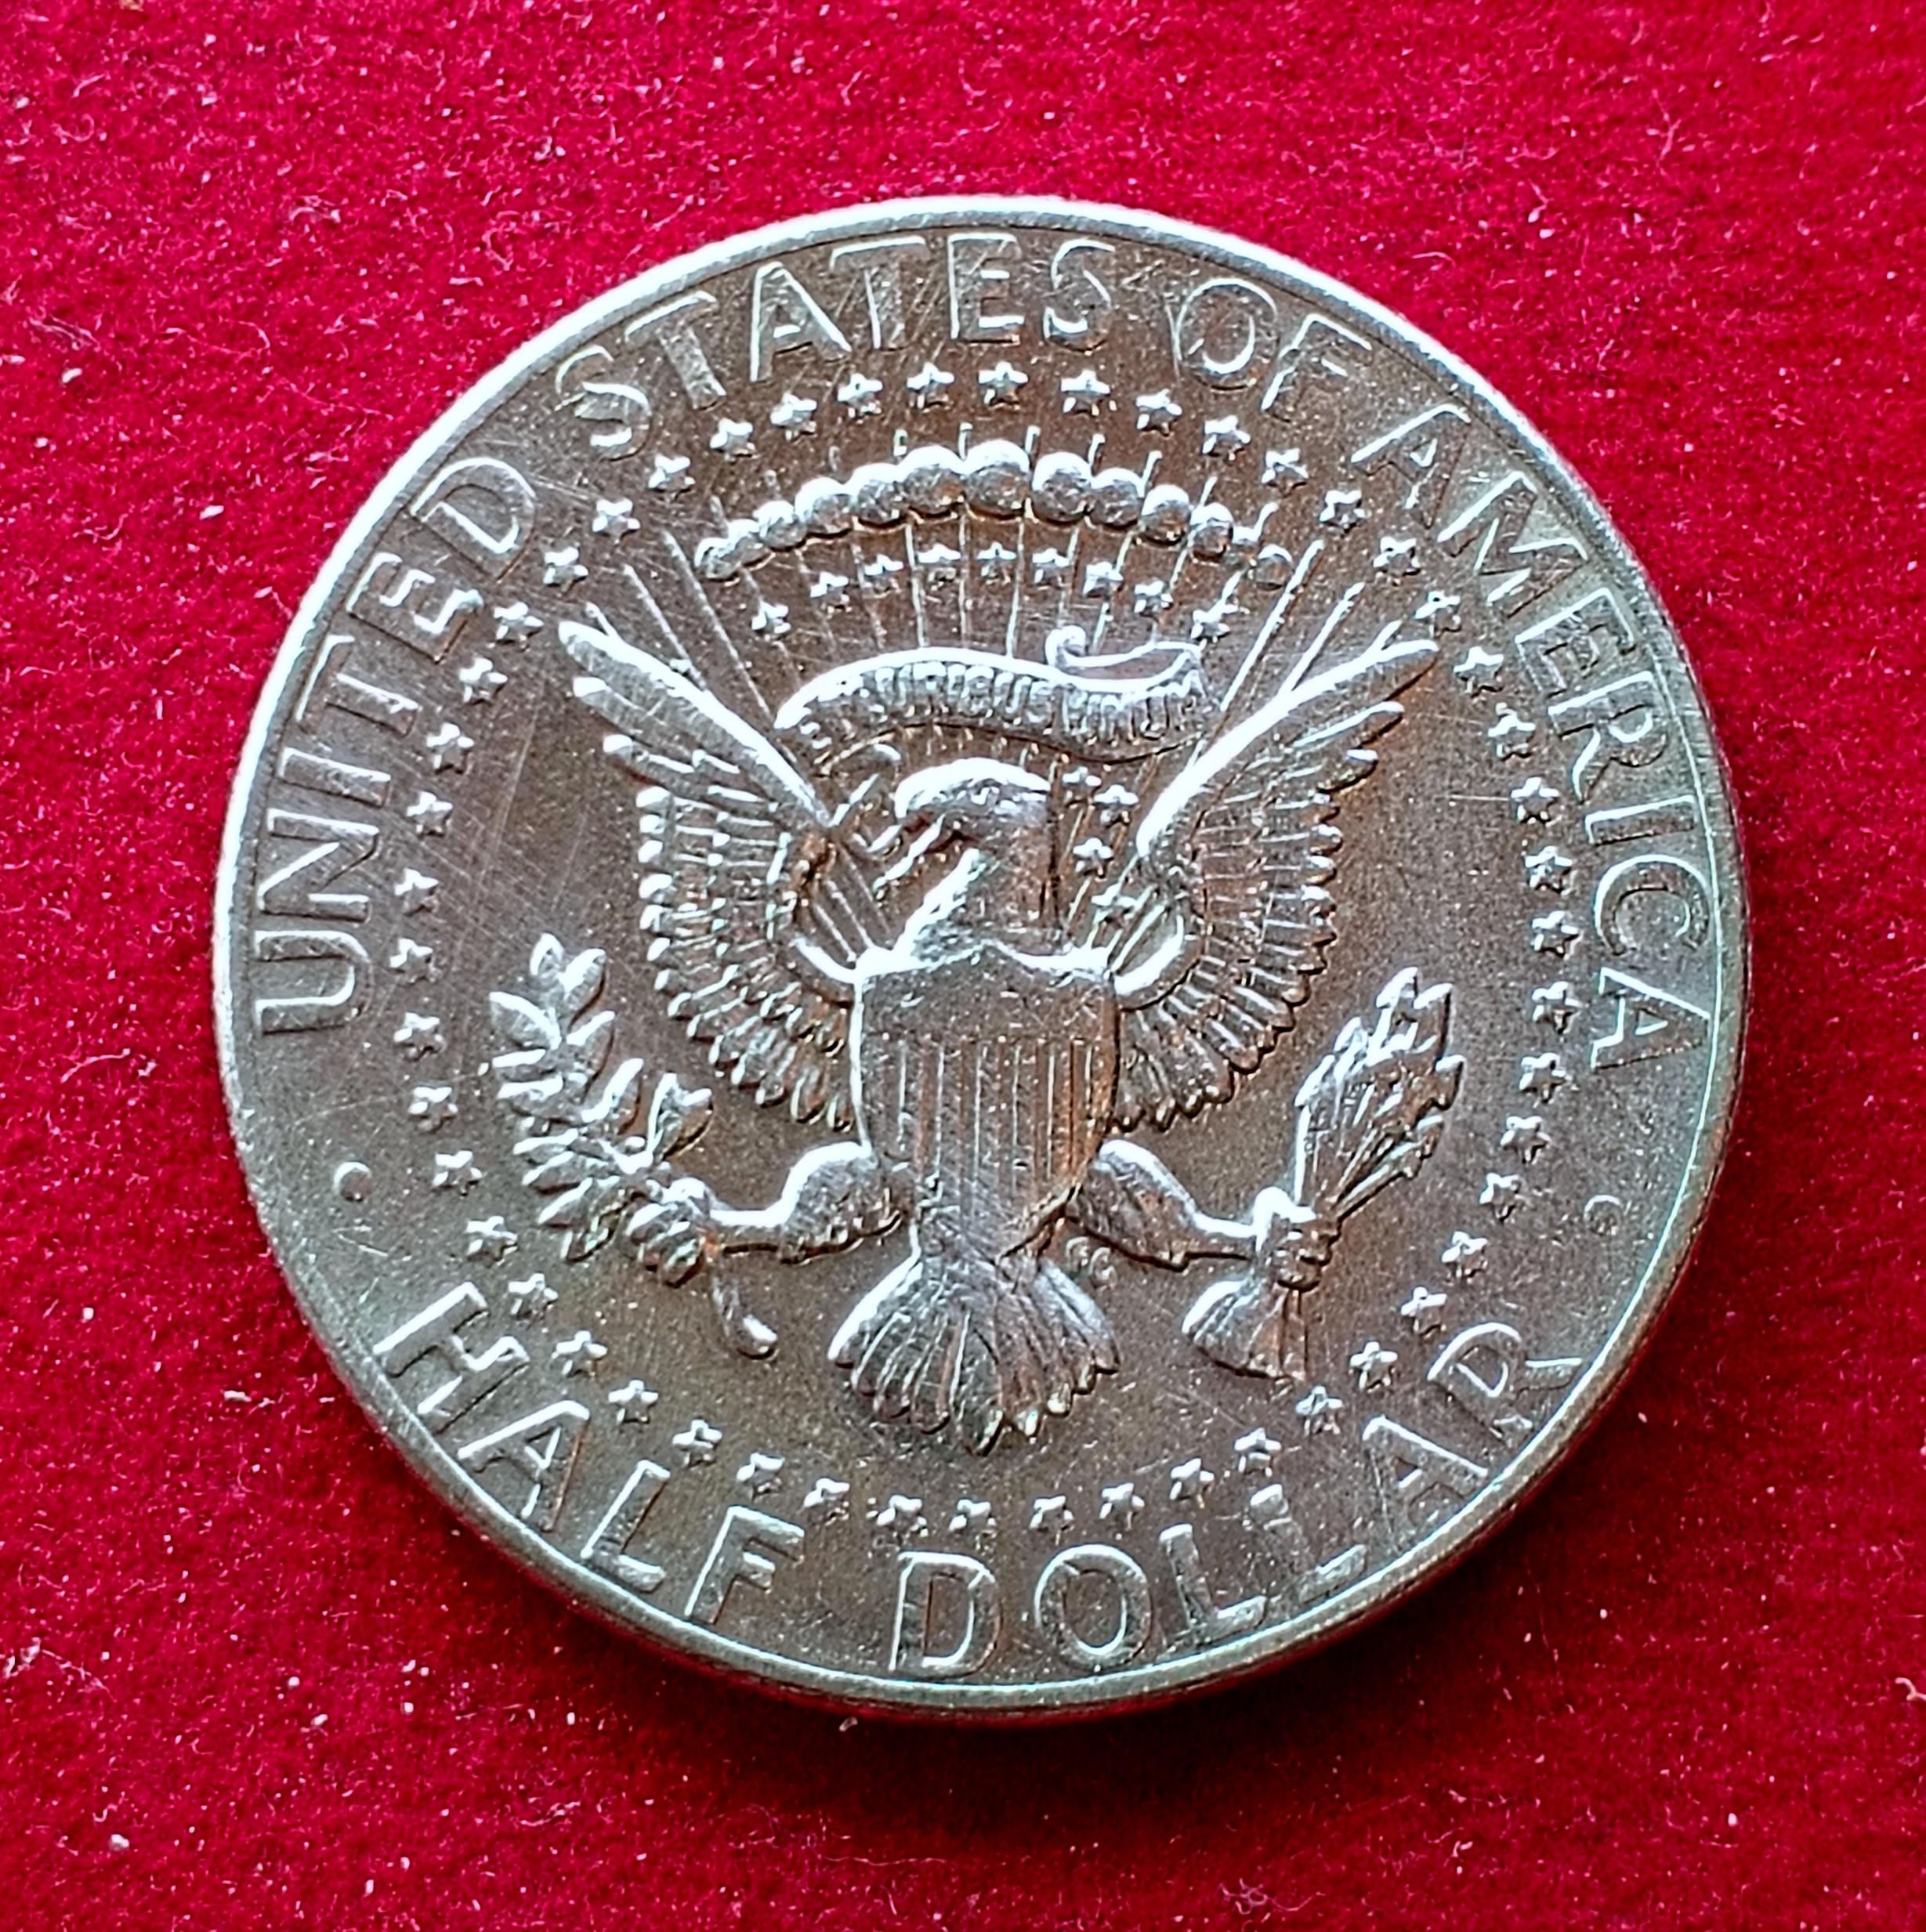 UNITED STATES OF AMERICA
E PLURIBUS UNUM
HALF DOLLAR